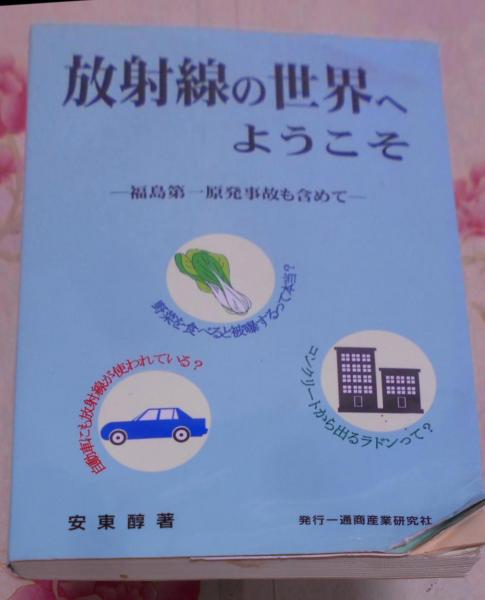 放射線の世界へ
ようこそ
―福島第一原発事故も含めて―
野菜を食べると被曝するって本当?
自動車にも放射線が使われている?
コンクリートから出るラドンって?
安東醇著
発行―通商産業研究社